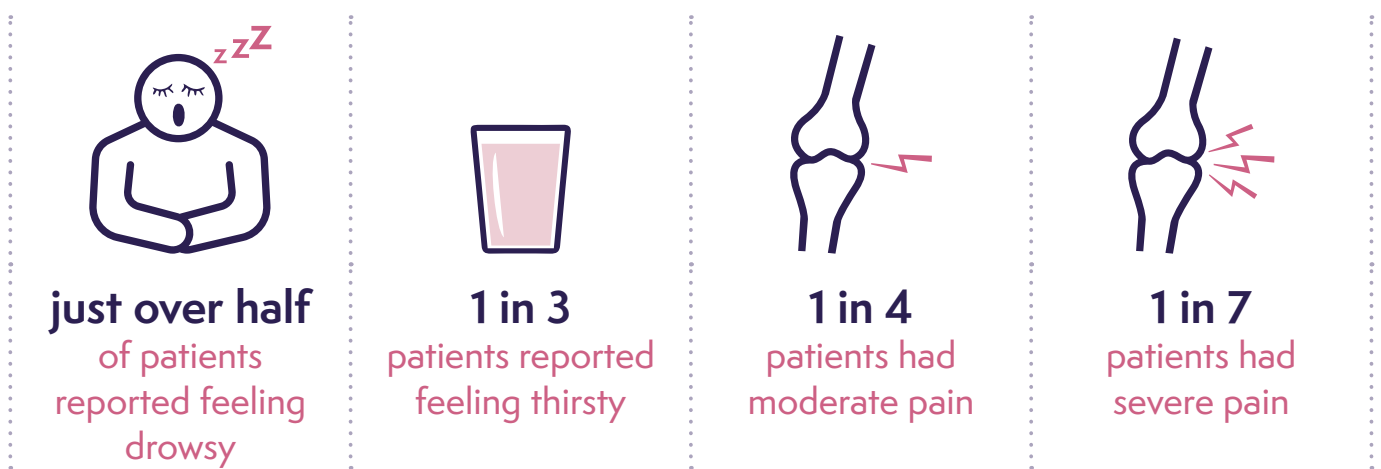 z z z
just over half
of patients
reported feeling
drowsy
1 in 3
patients reported
feeling thirsty
1 in 4
patients had
moderate pain
1 in 7
patients had
severe pain